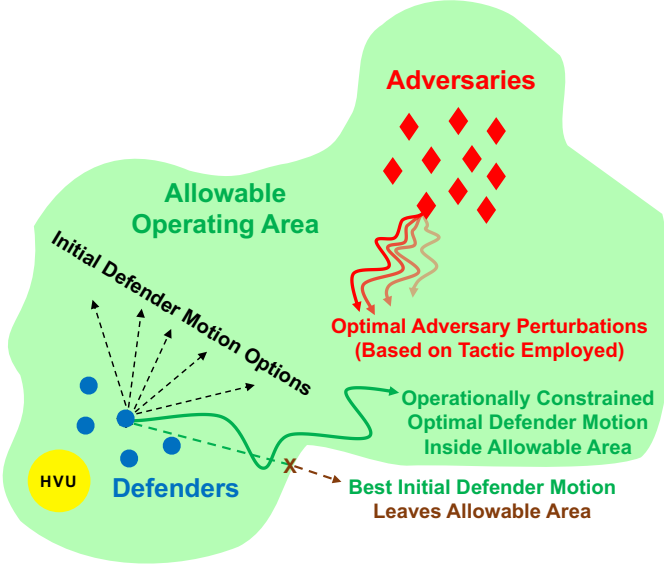 Adversaries
Allowable
Operating Area
Initial Defender Motion Options
Optimal Adversary Perturbations
(Based on Tactic Employed)
Operationally Constrained
Optimal Defender Motion
Inside Allowable Area
X
HVU
Defenders
Best Initial Defender Motion
Leaves Allowable Area